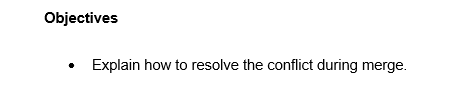 Objectives
• Explain how to resolve the conflict during merge.